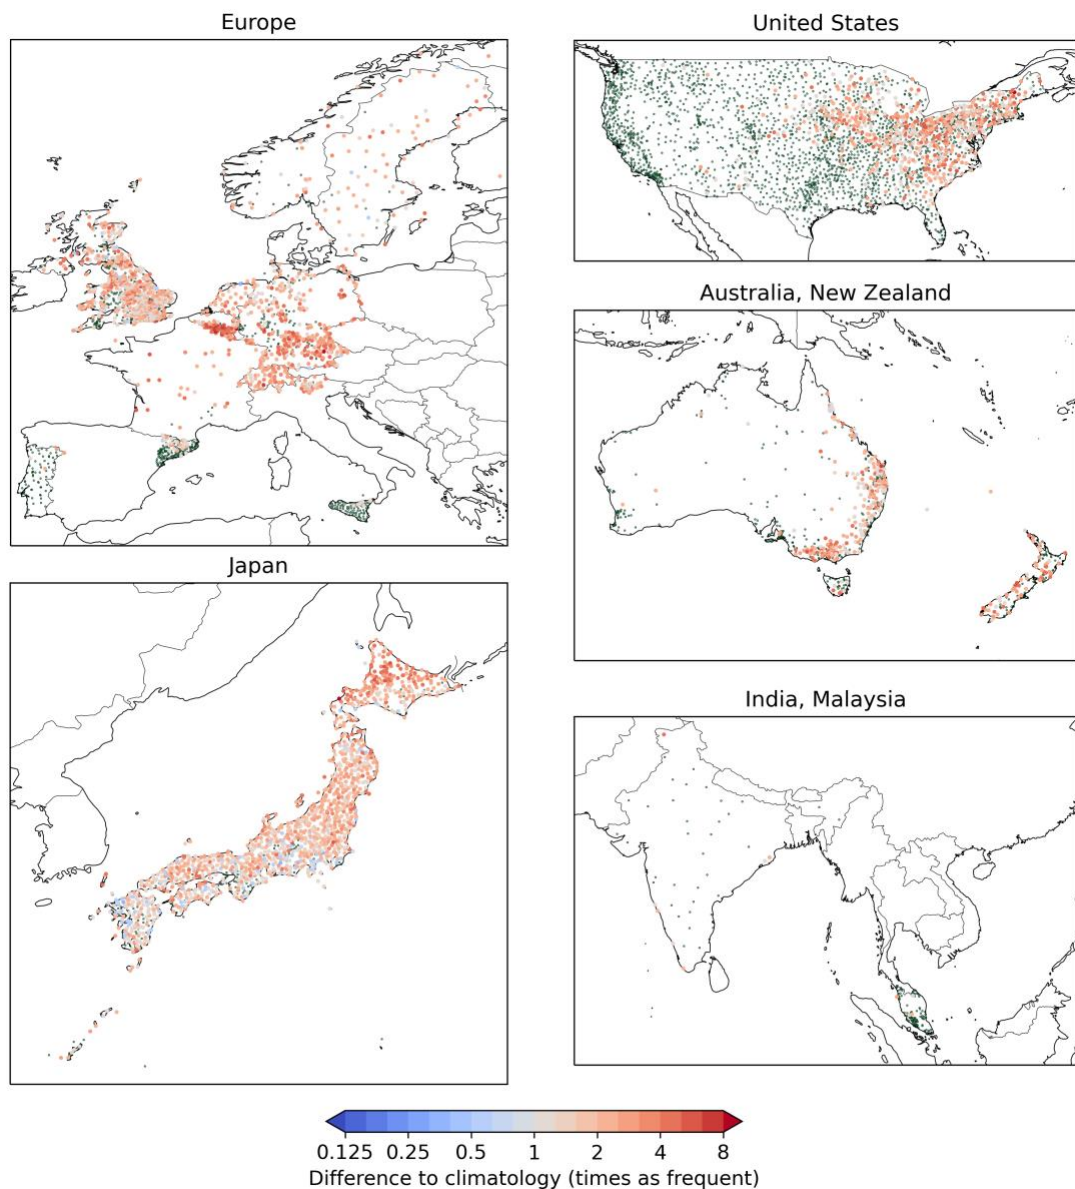 Europe
United States
Australia, New Zealand
Japan
India, Malaysia
0.125 0.25 0.5 1 2 4 8
Difference to climatology (times as frequent)